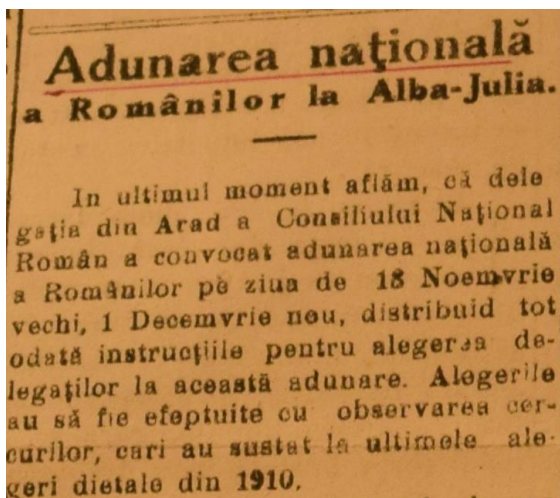 Adunarea naţională
a Românilor la Alba-Julia.
In ultimul moment aflăm, că dele
gaţia din Arad a Consiliului Naţional
Român a convocat adunarea naţională
a Românilor pe ziua de 18 Noemvrie
vechi, 1 Decemvrie nou, distribuid tot
odată instrucţiile pentru alegerea de-
legaţilor la această adunare. Alegerile
au să fie efeptuite cu observarea cer-
curilor, cari au sustat la ultimele ale-
geri dietale din 1910.